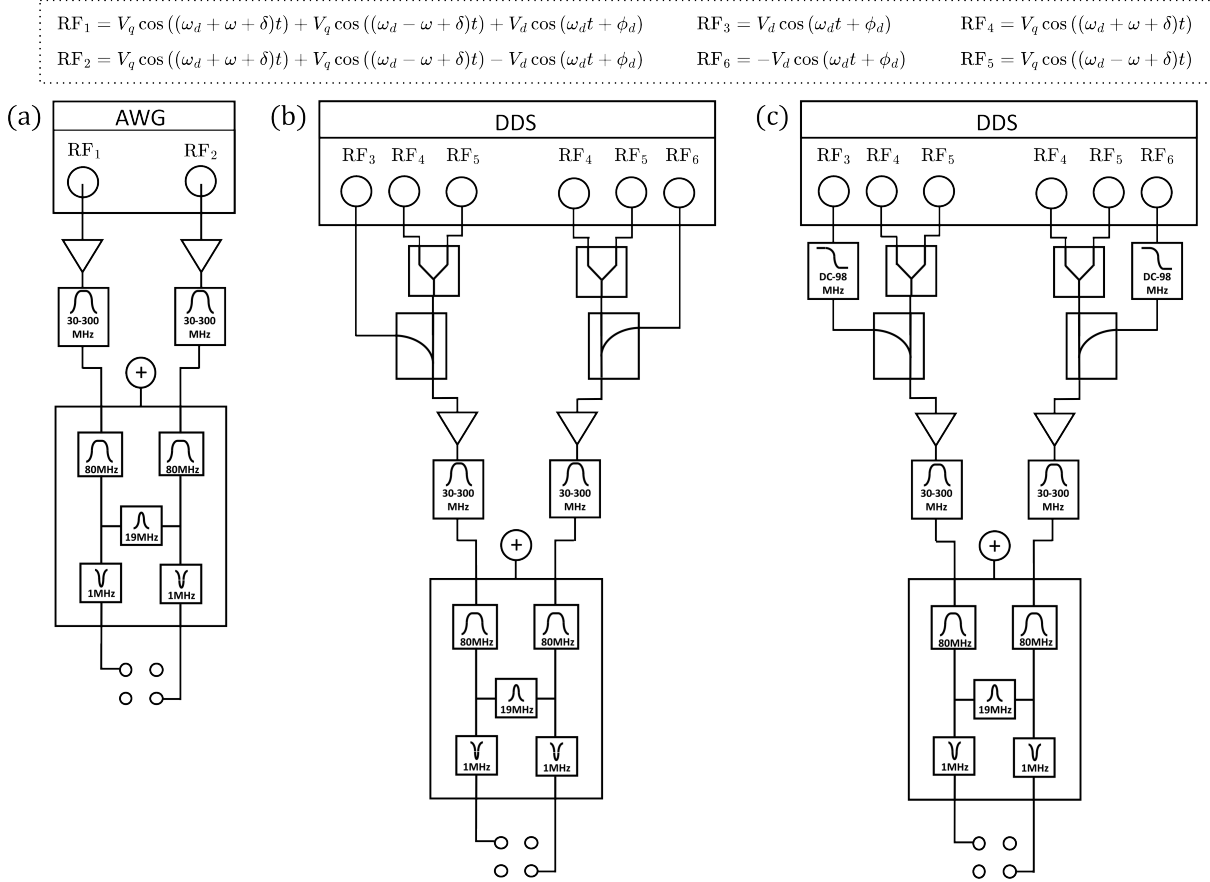 RF₁ = V_q cos ((ω_d + ω + δ)t) + V_q cos ((ω_d − ω + δ)t) + V_d cos (ω_d t + ϕ_d) RF₃ = V_d cos (ω_d t + ϕ_d) RF₄ = V_q cos ((ω_d + ω + δ)t)
RF₂ = V_q cos ((ω_d + ω + δ)t) + V_q cos ((ω_d − ω + δ)t) − V_d cos (ω_d t + ϕ_d) RF₆ = −V_d cos (ω_d t + ϕ_d) RF₅ = V_q cos ((ω_d − ω + δ)t)
(a)
AWG
RF₁ RF₂
30-300 MHz
30-300 MHz
+
80MHz 80MHz
19MHz
1MHz 1MHz
(b)
DDS
RF₃ RF₄ RF₅ RF₄ RF₅ RF₆
30-300 MHz
30-300 MHz
+
80MHz 80MHz
19MHz
1MHz 1MHz
(c)
DDS
RF₃ RF₄ RF₅ RF₄ RF₅ RF₆
DC-98 MHz
DC-98 MHz
30-300 MHz
30-300 MHz
+
80MHz 80MHz
19MHz
1MHz 1MHz